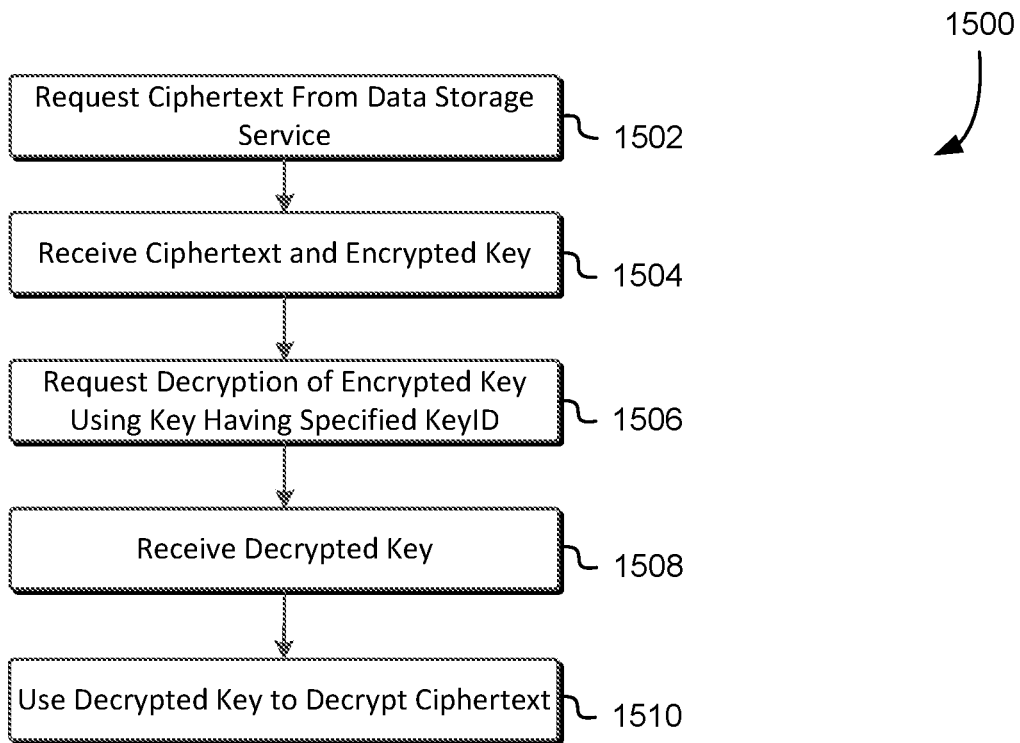 1500
Request Ciphertext From Data Storage
Service
1502
Receive Ciphertext and Encrypted Key
1504
Request Decryption of Encrypted Key
Using Key Having Specified KeyID
1506
Receive Decrypted Key
1508
Use Decrypted Key to Decrypt Ciphertext
1510